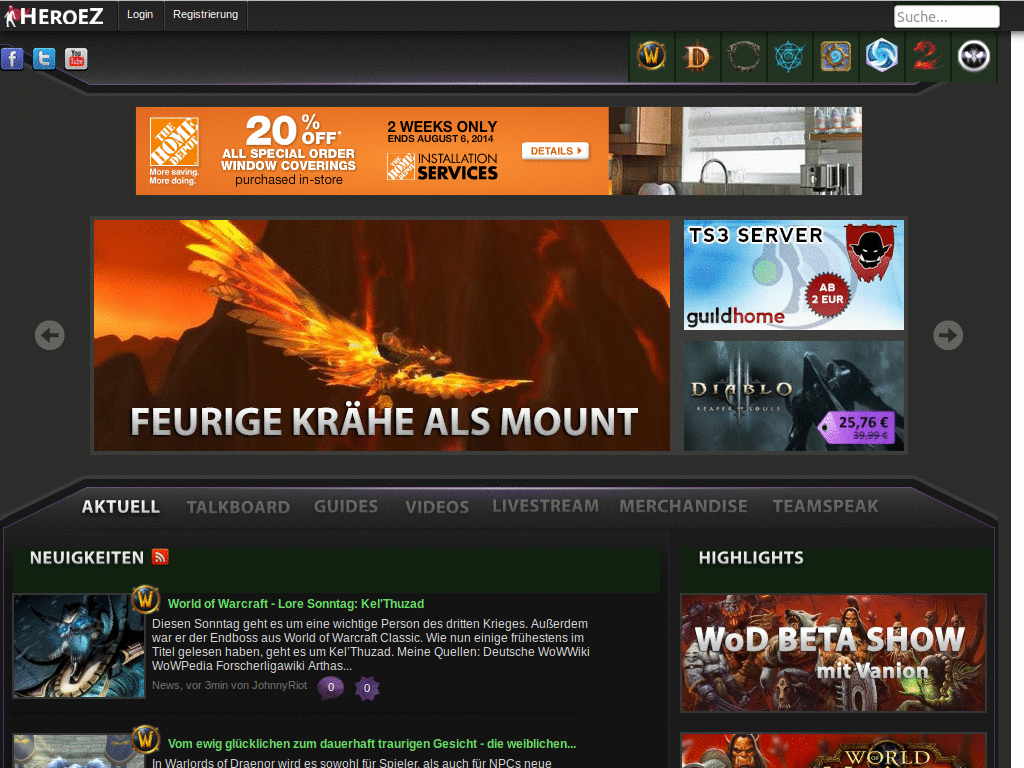 HEROEZ
Login
Registrierung
Suche...
f
t
You
Tube
W
D
THE
HOME
DEPOT
More saving.
More doing.
20% OFF*
ALL SPECIAL ORDER
WINDOW COVERINGS
purchased in-store
2 WEEKS ONLY
ENDS AUGUST 6, 2014
INSTALLATION
SERVICES
DETAILS
FEURIGE KRÄHE ALS MOUNT
TS3 SERVER
AB
2 EUR
guildhome
DIABLO
REAPER OF SOULS
25,76 €
39,99 €
AKTUELL
TALKBOARD
GUIDES
VIDEOS
LIVESTREAM
MERCHANDISE
TEAMSPEAK
NEUIGKEITEN
W
World of Warcraft - Lore Sonntag: Kel'Thuzad
Diesen Sonntag geht es um eine wichtige Person des dritten Krieges. Außerdem
war er der Endboss aus World of Warcraft Classic. Wie nun einige frühestens im
Titel gelesen haben, geht es um Kel'Thuzad. Meine Quellen: Deutsche WoWWiki
WoWPedia Forscherligawiki Arthas...
News, vor 3min von JohnnyRiot
0
0
W
Vom ewig glücklichen zum dauerhaft traurigen Gesicht - die weiblichen...
In Warlords of Draenor wird es sowohl für Spieler, als auch für NPCs neue
HIGHLIGHTS
WoD BETA SHOW
mit Vanion
WORLD